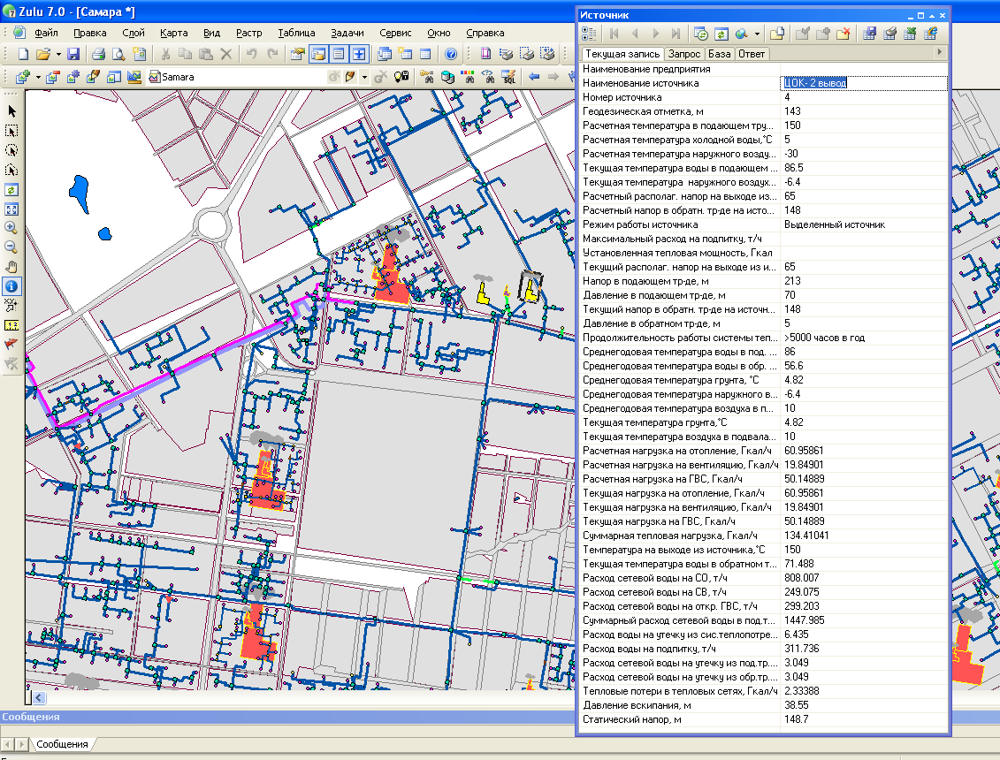 Zulu 7.0 - [Самара *]
Файл Правка Слой Карта Вид Растр Таблица Задачи Сервис Окно Справка
Samara
SQL
Источник
Текущая запись Запрос База Ответ
Наименование предприятия
Наименование источника ЦОК- 2 вывод
Номер источника 4
Геодезическая отметка, м 143
Расчетная температура в подающем тру... 150
Расчетная температура холодной воды,°C 5
Расчетная температура наружного возду... -30
Текущая температура воды в подающем ... 86.5
Текущая температура наружного воздух... -6.4
Расчетный располаг. напор на выходе из... 65
Расчетный напор в обратн. тр-де на исто... 148
Режим работы источника Выделенный источник
Максимальный расход на подпитку, т/ч
Установленная тепловая мощность, Гкал
Текущий располаг. напор на выходе из и... 65
Напор в подающем тр-де, м 213
Давление в подающем тр-де, м 70
Текущий напор в обратн. тр-де на источн... 148
Давление в обратном тр-де, м 5
Продолжительность работы системы теп... >5000 часов в год
Среднегодовая температура воды в под. ... 86
Среднегодовая температура воды в обр. ... 56.6
Среднегодовая температура грунта, °C 4.82
Среднегодовая температура наружного в... -6.4
Среднегодовая температура воздуха в п... 10
Текущая температура грунта,°C 4.82
Текущая температура воздуха в подвала... 10
Расчетная нагрузка на отопление, Гкал/ч 60.95861
Расчетная нагрузка на вентиляцию, Гкал/ч 19.84901
Расчетная нагрузка на ГВС, Гкал/ч 50.14889
Текущая нагрузка на отопление, Гкал/ч 60.95861
Текущая нагрузка на вентиляцию, Гкал/ч 19.84901
Текущая нагрузка на ГВС, Гкал/ч 50.14889
Суммарная тепловая нагрузка, Гкал/ч 134.41041
Температура на выходе из источника,°C 150
Текущая температура воды в обратном т... 71.488
Расход сетевой воды на СО, т/ч 808.007
Расход сетевой воды на СВ, т/ч 249.075
Расход сетевой воды на откр. ГВС, т/ч 299.203
Суммарный расход сетевой воды в под.т... 1447.985
Расход воды на утечку из сис.теплопотре... 6.435
Расход воды на подпитку, т/ч 311.736
Расход сетевой воды на утечку из под.тр.... 3.049
Расход сетевой воды на утечку из обр.тр.... 3.049
Тепловые потери в тепловых сетях, Гкал/ч 2.33388
Давление вскипания, м 38.55
Статический напор, м 148.7
Сообщения
Сообщения